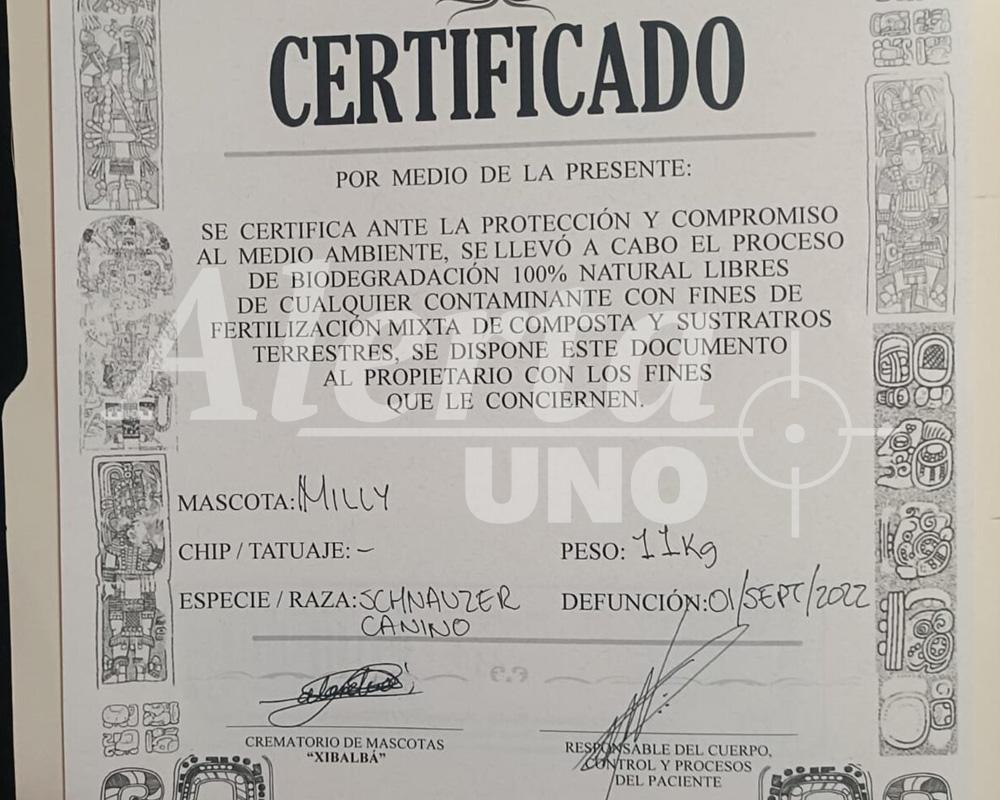 CERTIFICADO
POR MEDIO DE LA PRESENTE:
SE CERTIFICA ANTE LA PROTECCIÓN Y COMPROMISO
AL MEDIO AMBIENTE, SE LLEVÓ A CABO EL PROCESO
DE BIODEGRADACIÓN 100% NATURAL LIBRES
DE CUALQUIER CONTAMINANTE CON FINES DE
FERTILIZACIÓN MIXTA DE COMPOSTA Y SUSTRATROS
TERRESTRES, SE DISPONE ESTE DOCUMENTO
AL PROPIETARIO CON LOS FINES
QUE LE CONCIERNEN.
Alerta
UNO
MASCOTA: MILLY
CHIP / TATUAJE: – PESO: 11Kg
ESPECIE / RAZA: SCHNAUZER DEFUNCIÓN: 01/SEPT/2022
CANINO
CREMATORIO DE MASCOTAS
"XIBALBÁ"
RESPONSABLE DEL CUERPO,
CONTROL Y PROCESOS
DEL PACIENTE